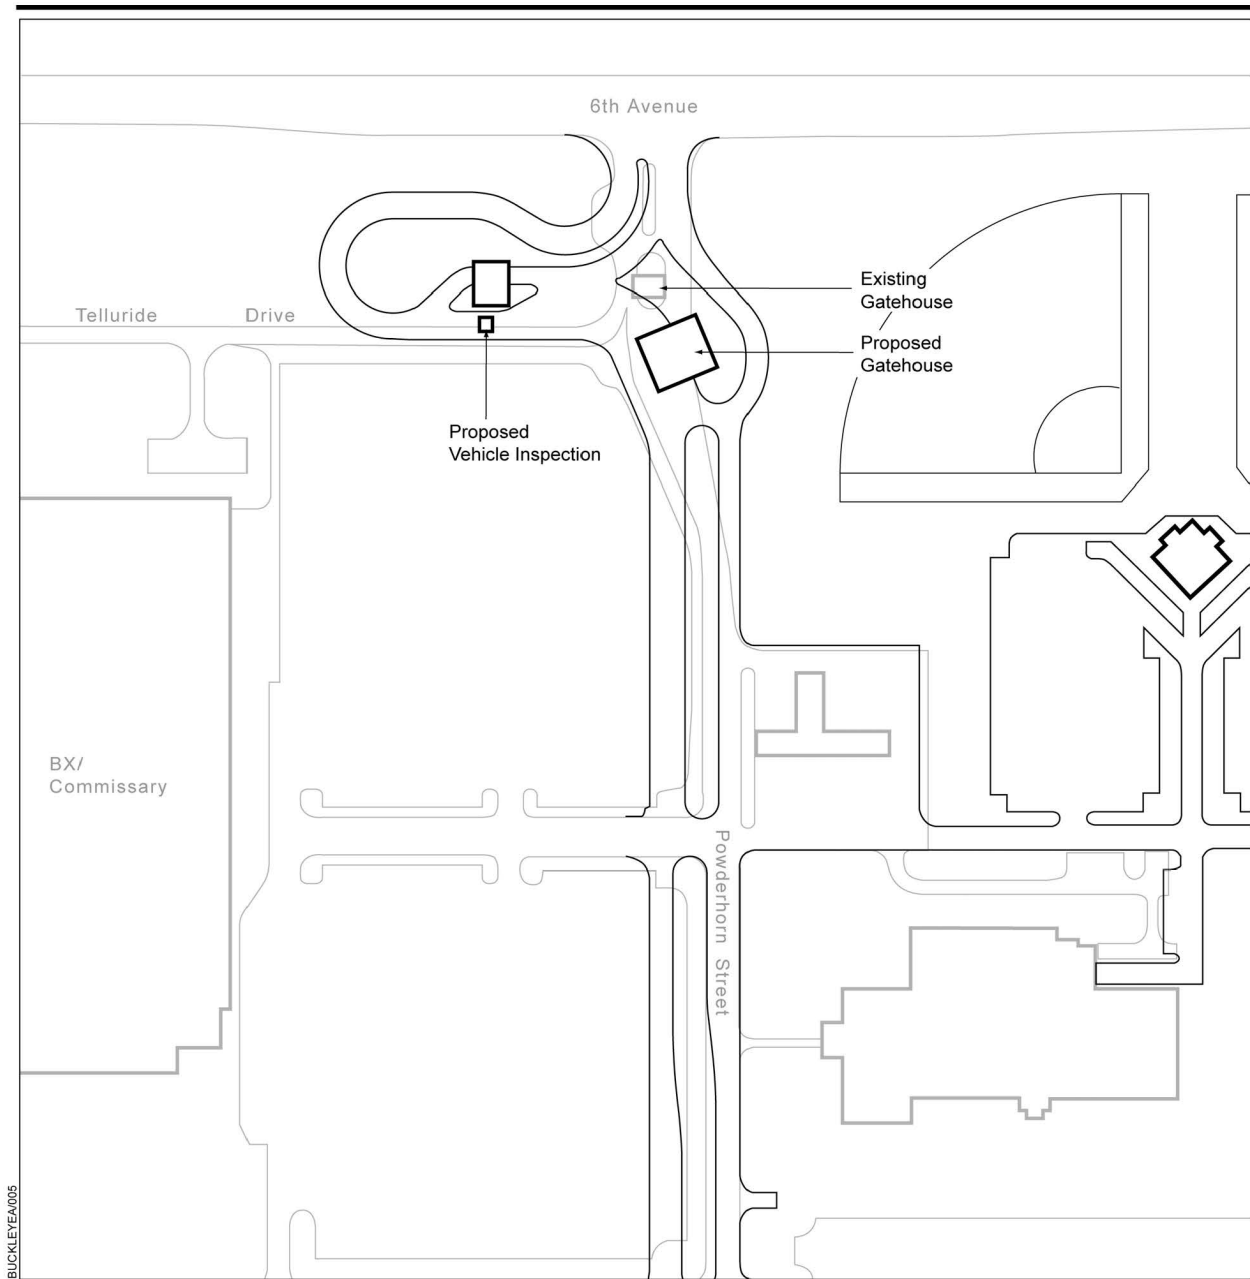 6th Avenue
Existing
Gatehouse
Telluride Drive
Proposed
Gatehouse
Proposed
Vehicle Inspection
BX/
Commissary
Powderhorn Street
BUCKLEYEA/005